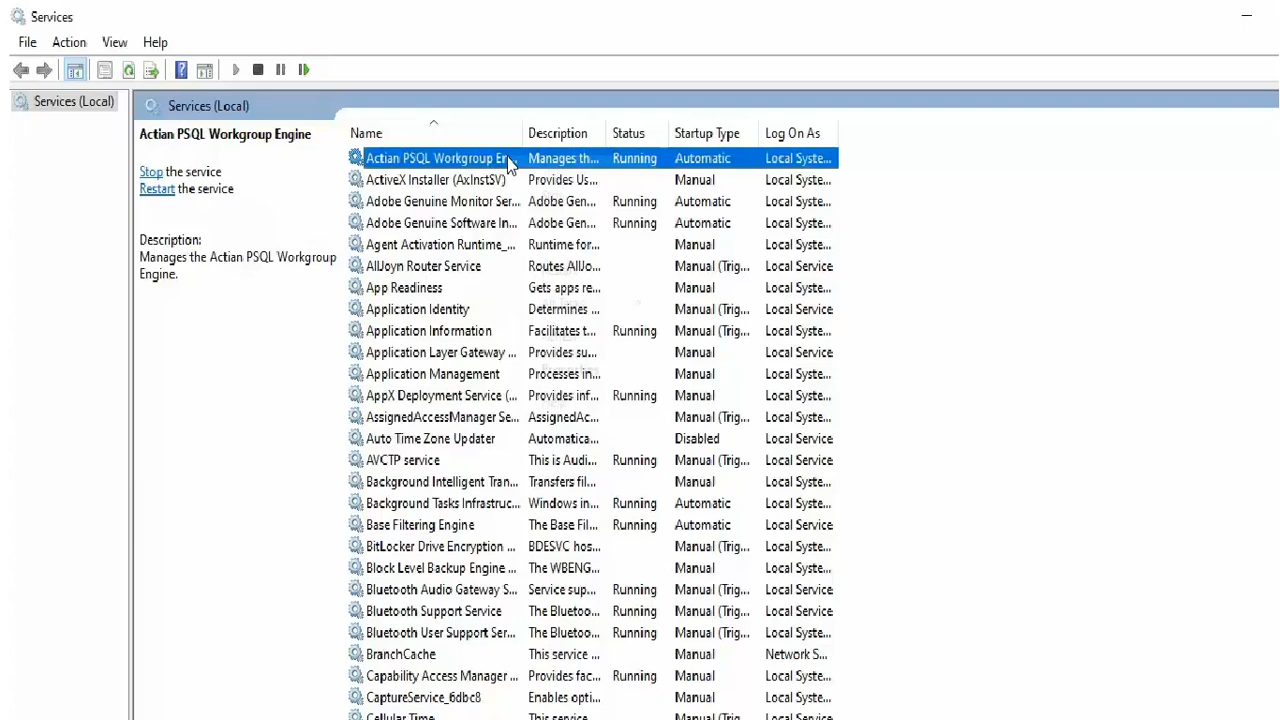 Services
File Action View Help
Services (Local)
Services (Local)
Actian PSQL Workgroup Engine
Stop the service
Restart the service
Description:
Manages the Actian PSQL Workgroup
Engine.
Name Description Status Startup Type Log On As
Actian PSQL Workgroup En... Manages th... Running Automatic Local Syste...
ActiveX Installer (AxInstSV) Provides Us... Manual Local Syste...
Adobe Genuine Monitor Ser... Adobe Gen... Running Automatic Local Syste...
Adobe Genuine Software In... Adobe Gen... Running Automatic Local Syste...
Agent Activation Runtime_... Runtime for... Manual Local Syste...
AllJoyn Router Service Routes AllJo... Manual (Trig... Local Service
App Readiness Gets apps re... Manual Local Syste...
Application Identity Determines ... Manual (Trig... Local Service
Application Information Facilitates t... Running Manual (Trig... Local Syste...
Application Layer Gateway ... Provides su... Manual Local Service
Application Management Processes in... Manual Local Syste...
AppX Deployment Service (... Provides inf... Running Manual Local Syste...
AssignedAccessManager Se... AssignedAc... Manual (Trig... Local Syste...
Auto Time Zone Updater Automatica... Disabled Local Service
AVCTP service This is Audi... Running Manual (Trig... Local Service
Background Intelligent Tran... Transfers fil... Manual Local Syste...
Background Tasks Infrastruc... Windows in... Running Automatic Local Syste...
Base Filtering Engine The Base Fil... Running Automatic Local Service
BitLocker Drive Encryption ... BDESVC hos... Manual (Trig... Local Syste...
Block Level Backup Engine ... The WBENG... Manual Local Syste...
Bluetooth Audio Gateway S... Service sup... Running Manual (Trig... Local Service
Bluetooth Support Service The Bluetoo... Running Manual (Trig... Local Service
Bluetooth User Support Ser... The Bluetoo... Running Manual (Trig... Local Syste...
BranchCache This service ... Manual Network S...
Capability Access Manager ... Provides fac... Running Manual Local Syste...
CaptureService_6dbc8 Enables opti... Manual Local Syste...
Cellular Time This service ... Manual (Trig... Local Service